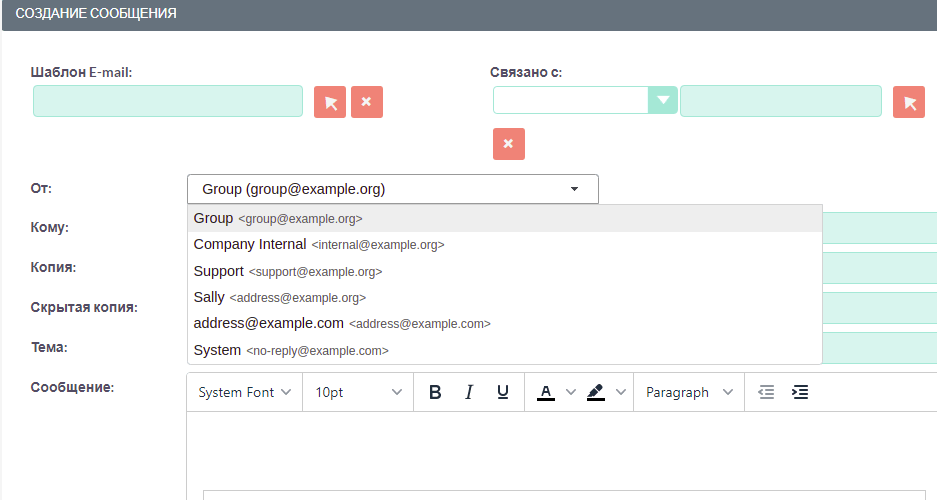 СОЗДАНИЕ СООБЩЕНИЯ
Шаблон E-mail:
Связано с:
От:
Group (group@example.org)
Group <group@example.org>
Кому:
Company Internal <internal@example.org>
Копия:
Support <support@example.org>
Sally <address@example.org>
Скрытая копия:
address@example.com <address@example.com>
Тема:
System <no-reply@example.com>
Сообщение:
System Font 10pt B I U A Paragraph